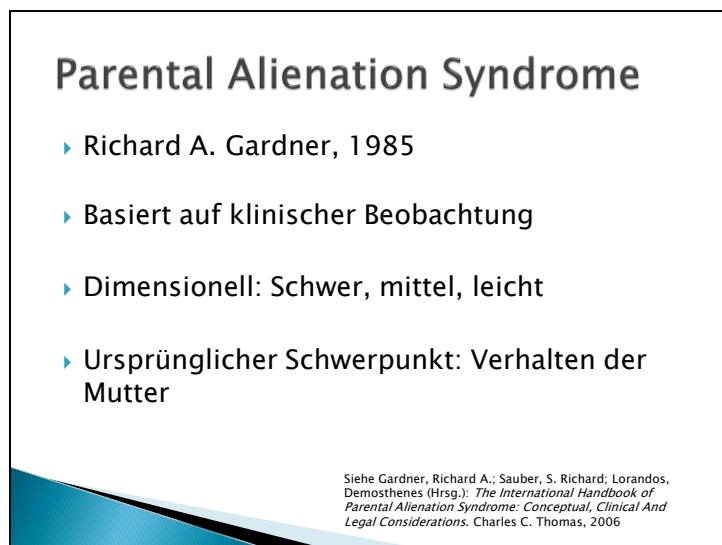 Parental Alienation Syndrome
Richard A. Gardner, 1985
Basiert auf klinischer Beobachtung
Dimensionell: Schwer, mittel, leicht
Ursprünglicher Schwerpunkt: Verhalten der
Mutter
Siehe Gardner, Richard A.; Sauber, S. Richard; Lorandos,
Demosthenes (Hrsg.): The International Handbook of
Parental Alienation Syndrome: Conceptual, Clinical And
Legal Considerations. Charles C. Thomas, 2006